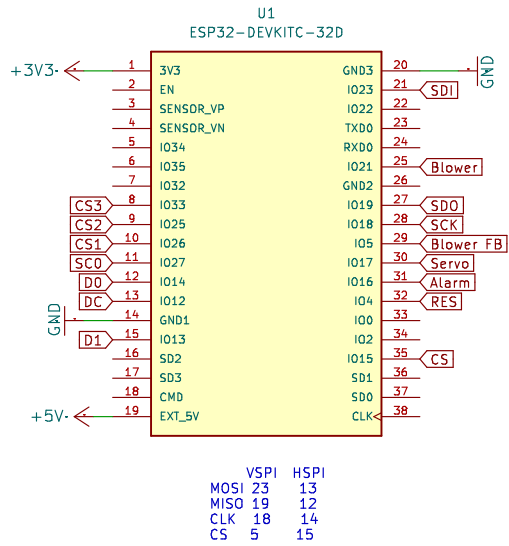 U1
ESP32-DEVKITC-32D
+3V3 1 3V3 GND3 20 GND
2 EN IO23 21 SDI
3 SENSOR_VP IO22 22
4 SENSOR_VN TXD0 23
5 IO34 RXD0 24
6 IO35 IO21 25 Blower
7 IO32 GND2 26
CS3 8 IO33 IO19 27 SDO
CS2 9 IO25 IO18 28 SCK
CS1 10 IO26 IO5 29 Blower FB
SCO 11 IO27 IO17 30 Servo
D0 12 IO14 IO16 31 Alarm
DC 13 IO12 IO4 32 RES
GND 14 GND1 IO0 33
D1 15 IO13 IO2 34
16 SD2 IO15 35 CS
17 SD3 SD1 36
18 CMD SD0 37
+5V 19 EXT_5V CLK 38
VSPI HSPI
MOSI 23 13
MISO 19 12
CLK 18 14
CS 5 15